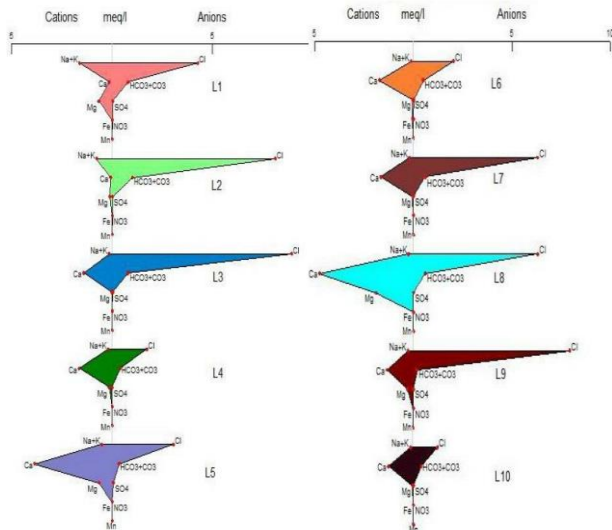 Cations meq/l Anions
5 5
Na+K Cl
Ca HCO3+CO3
Mg SO4
Fe NO3
Mn
L1
Na+K Cl
Ca HCO3+CO3
Mg SO4
Fe NO3
Mn
L2
Na+K Cl
Ca HCO3+CO3
Mg SO4
Fe NO3
Mn
L3
Na+K Cl
Ca HCO3+CO3
Mg SO4
Fe NO3
Mn
L4
Na+K Cl
Ca HCO3+CO3
Mg SO4
Fe NO3
Mn
L5
Cations meq/l Anions
5 5 10
Na+K Cl
Ca HCO3+CO3
Mg SO4
Fe NO3
Mn
L6
Na+K Cl
Ca HCO3+CO3
Mg SO4
Fe NO3
Mn
L7
Na+K Cl
Ca HCO3+CO3
Mg SO4
Fe NO3
Mn
L8
Na+K Cl
Ca HCO3+CO3
Mg SO4
Fe NO3
Mn
L9
Na+K Cl
Ca HCO3+CO3
Mg SO4
Fe NO3
L10